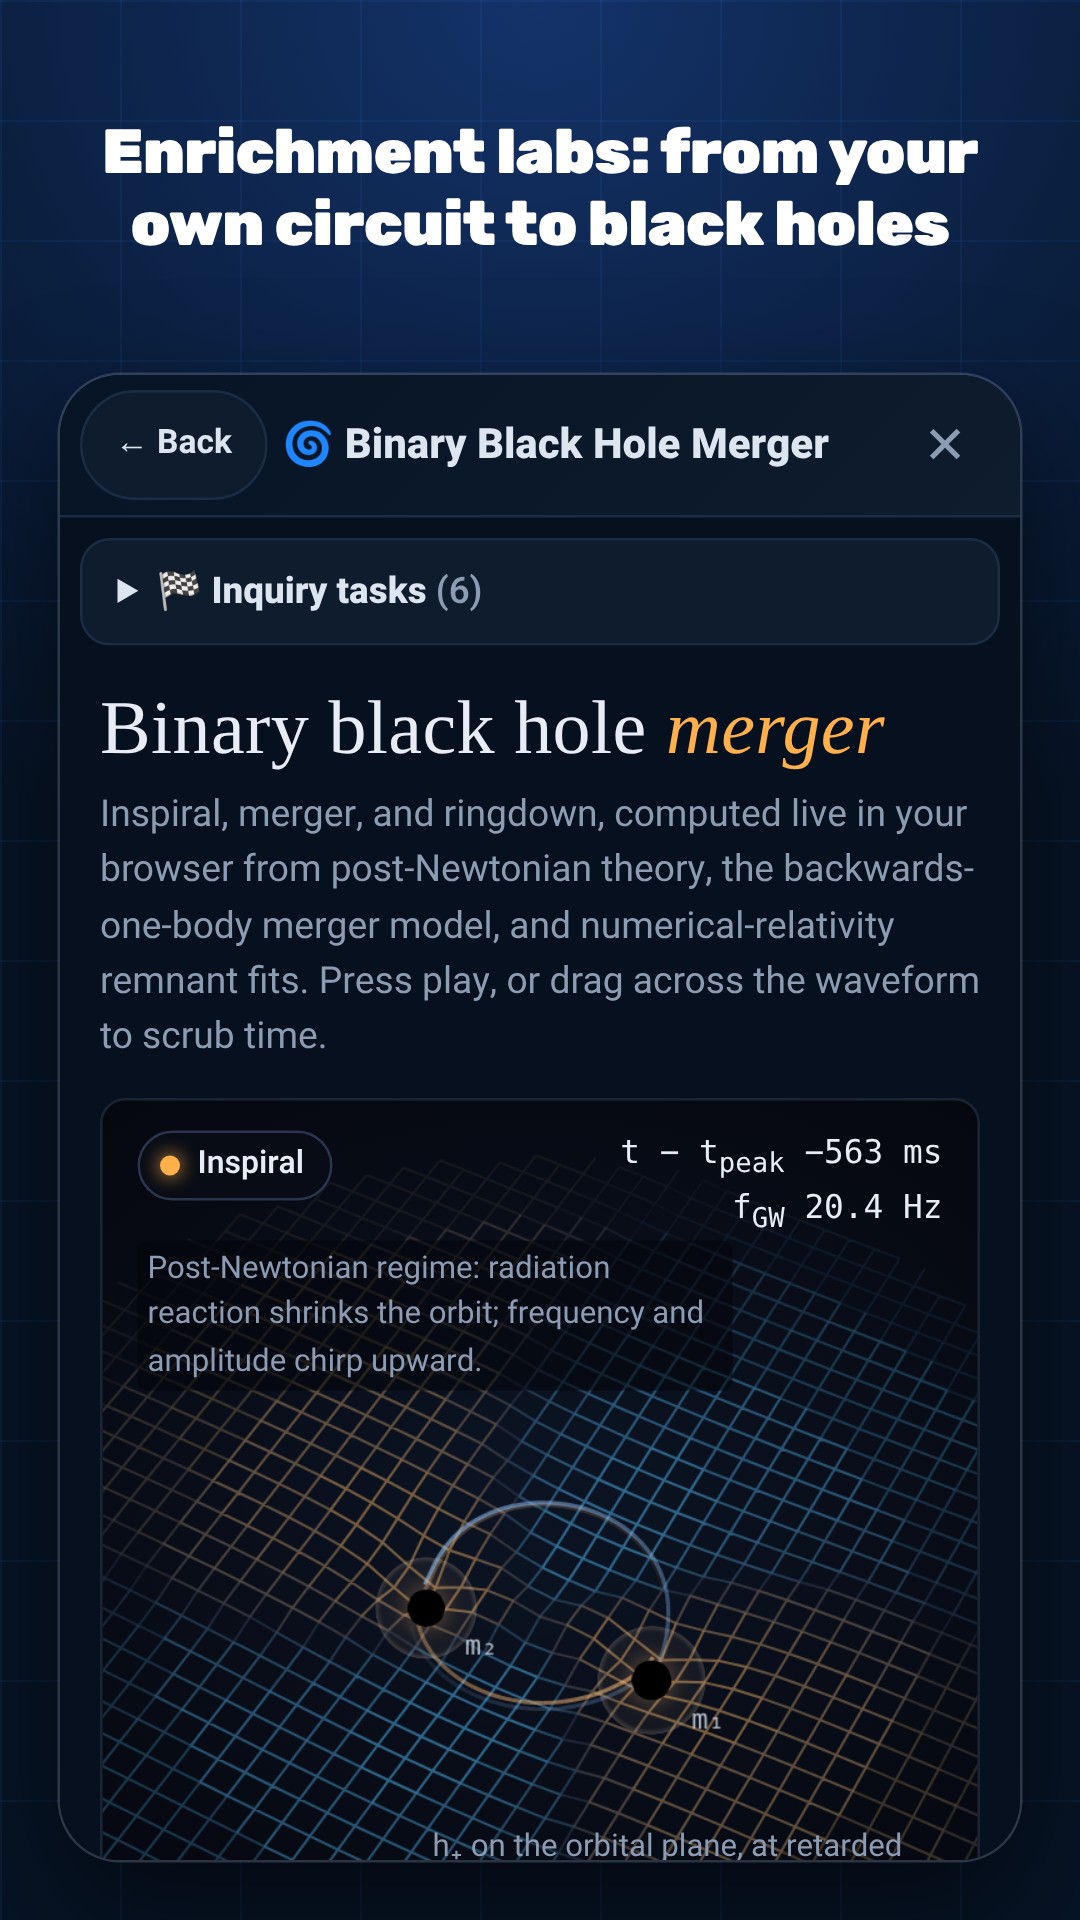 Enrichment labs: from your
own circuit to black holes
← Back 🌀 Binary Black Hole Merger ✕
▶ 🏁 Inquiry tasks (6)
Binary black hole merger
Inspiral, merger, and ringdown, computed live in your
browser from post-Newtonian theory, the backwards-
one-body merger model, and numerical-relativity
remnant fits. Press play, or drag across the waveform
to scrub time.
Inspiral
t − tpeak −563 ms
fGW 20.4 Hz
Post-Newtonian regime: radiation
reaction shrinks the orbit; frequency and
amplitude chirp upward.
m₂
m₁
h₊ on the orbital plane, at retarded